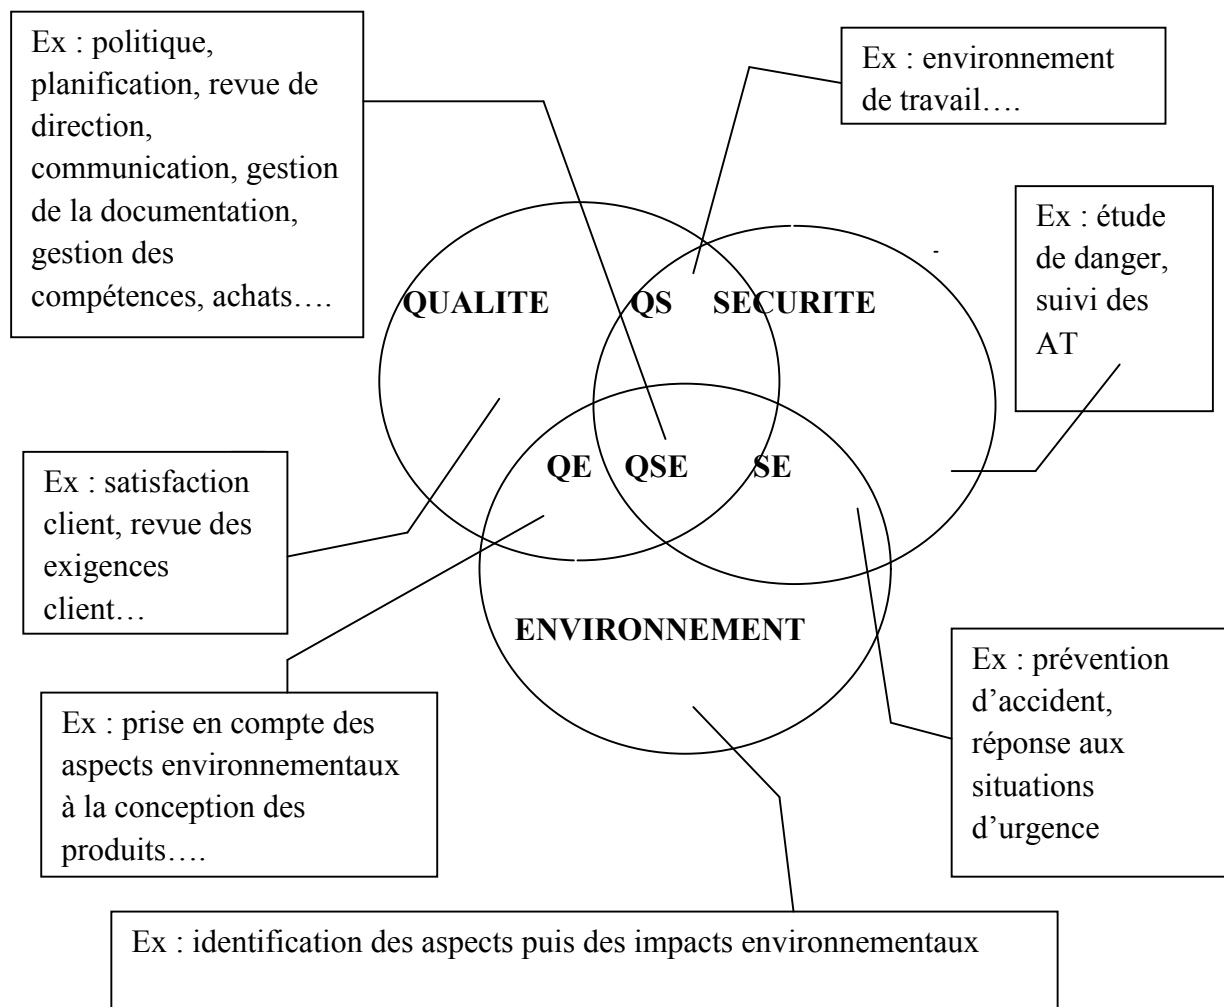 Ex : politique,
planification, revue de
direction,
communication, gestion
de la documentation,
gestion des
compétences, achats….
Ex : environnement
de travail….
Ex : étude
de danger,
suivi des
AT
QUALITE QS SECURITE
QE QSE SE
ENVIRONNEMENT
Ex : satisfaction
client, revue des
exigences
client…
Ex : prise en compte des
aspects environnementaux
à la conception des
produits….
Ex : prévention
d’accident,
réponse aux
situations
d’urgence
Ex : identification des aspects puis des impacts environnementaux